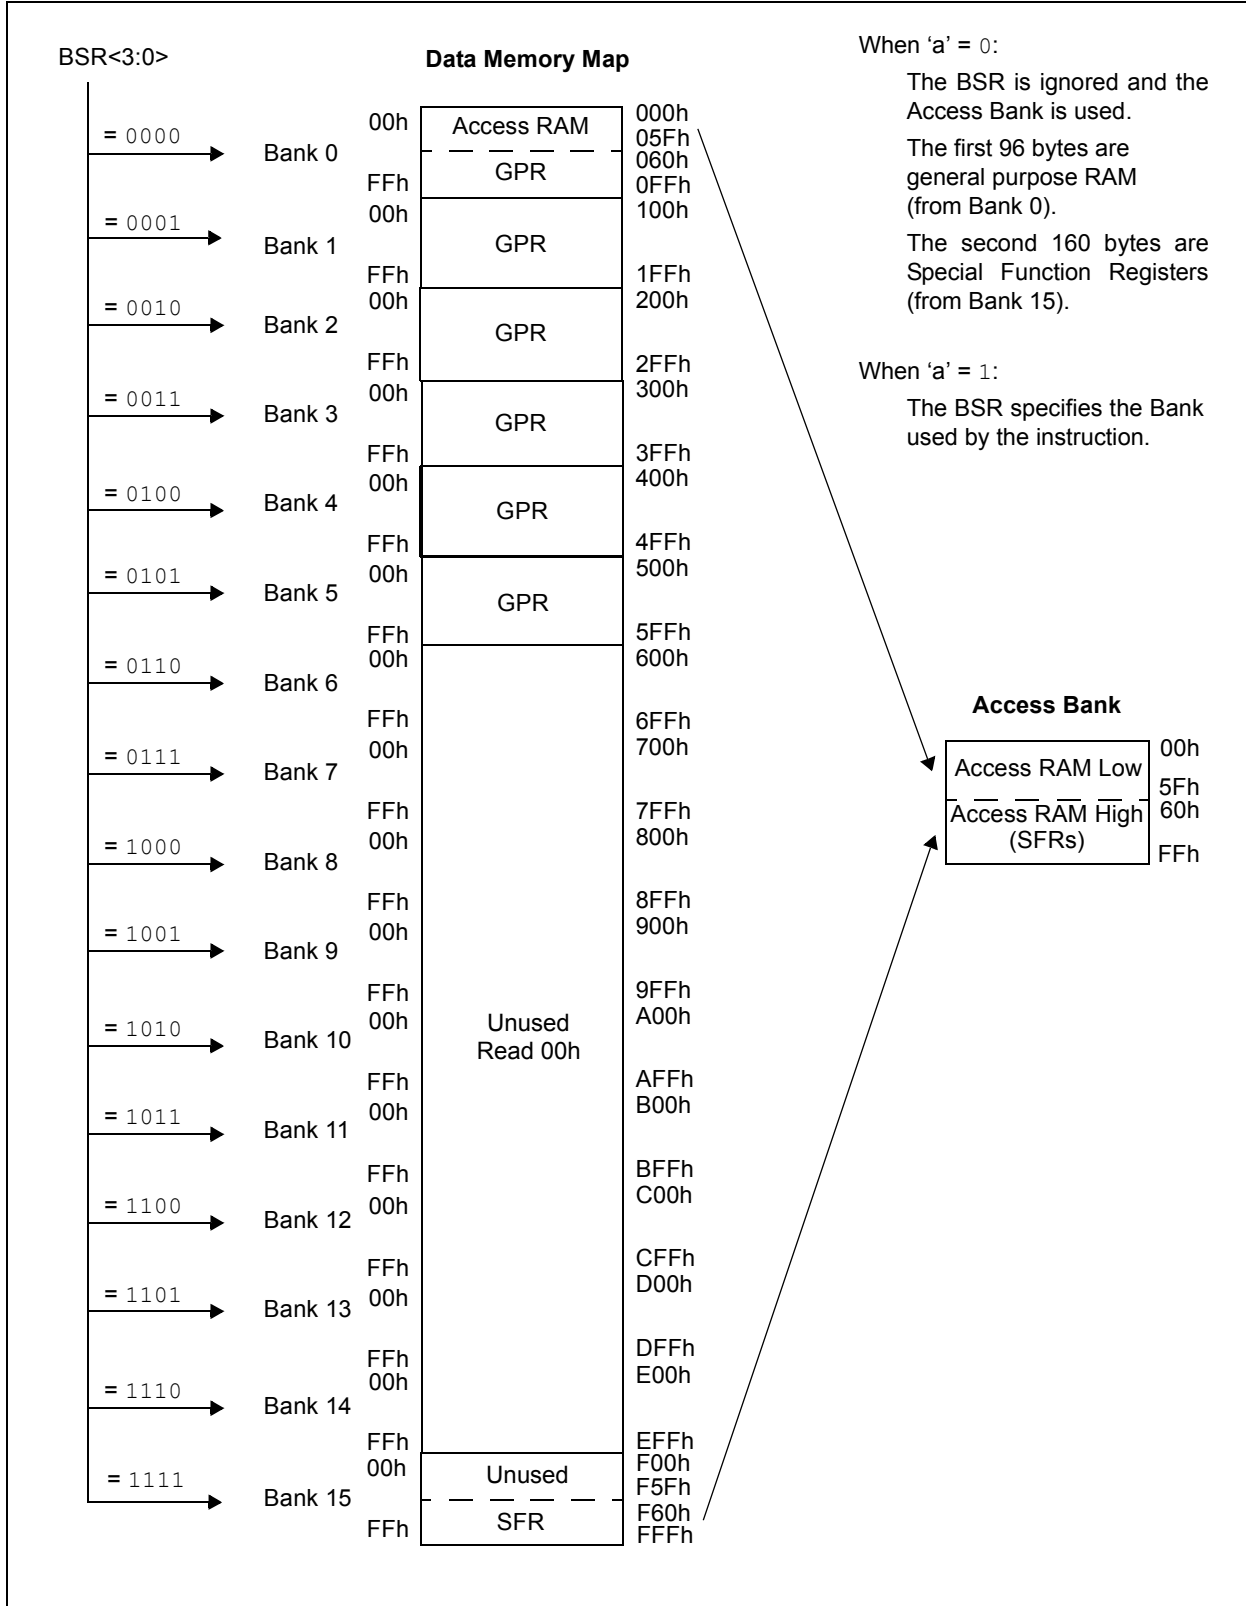 BSR<3:0>
Data Memory Map
When ‘a’ = 0:
The BSR is ignored and the
Access Bank is used.
The first 96 bytes are
general purpose RAM
(from Bank 0).
The second 160 bytes are
Special Function Registers
(from Bank 15).
When ‘a’ = 1:
The BSR specifies the Bank
used by the instruction.
= 0000
Bank 0
00h
FFh
Access RAM
GPR
000h
05Fh
060h
0FFh
= 0001
Bank 1
00h
FFh
GPR
100h
1FFh
= 0010
Bank 2
00h
FFh
GPR
200h
2FFh
= 0011
Bank 3
00h
FFh
GPR
300h
3FFh
= 0100
Bank 4
00h
FFh
GPR
400h
4FFh
= 0101
Bank 5
00h
FFh
GPR
500h
5FFh
= 0110
Bank 6
00h
FFh
600h
6FFh
= 0111
Bank 7
00h
FFh
700h
7FFh
= 1000
Bank 8
00h
FFh
800h
8FFh
= 1001
Bank 9
00h
FFh
900h
9FFh
= 1010
Bank 10
00h
FFh
Unused
Read 00h
A00h
AFFh
= 1011
Bank 11
00h
FFh
B00h
BFFh
= 1100
Bank 12
00h
FFh
C00h
CFFh
= 1101
Bank 13
00h
FFh
D00h
DFFh
= 1110
Bank 14
00h
FFh
E00h
EFFh
= 1111
Bank 15
00h
FFh
Unused
SFR
F00h
F5Fh
F60h
FFFh
Access Bank
Access RAM Low
Access RAM High
(SFRs)
00h
5Fh
60h
FFh